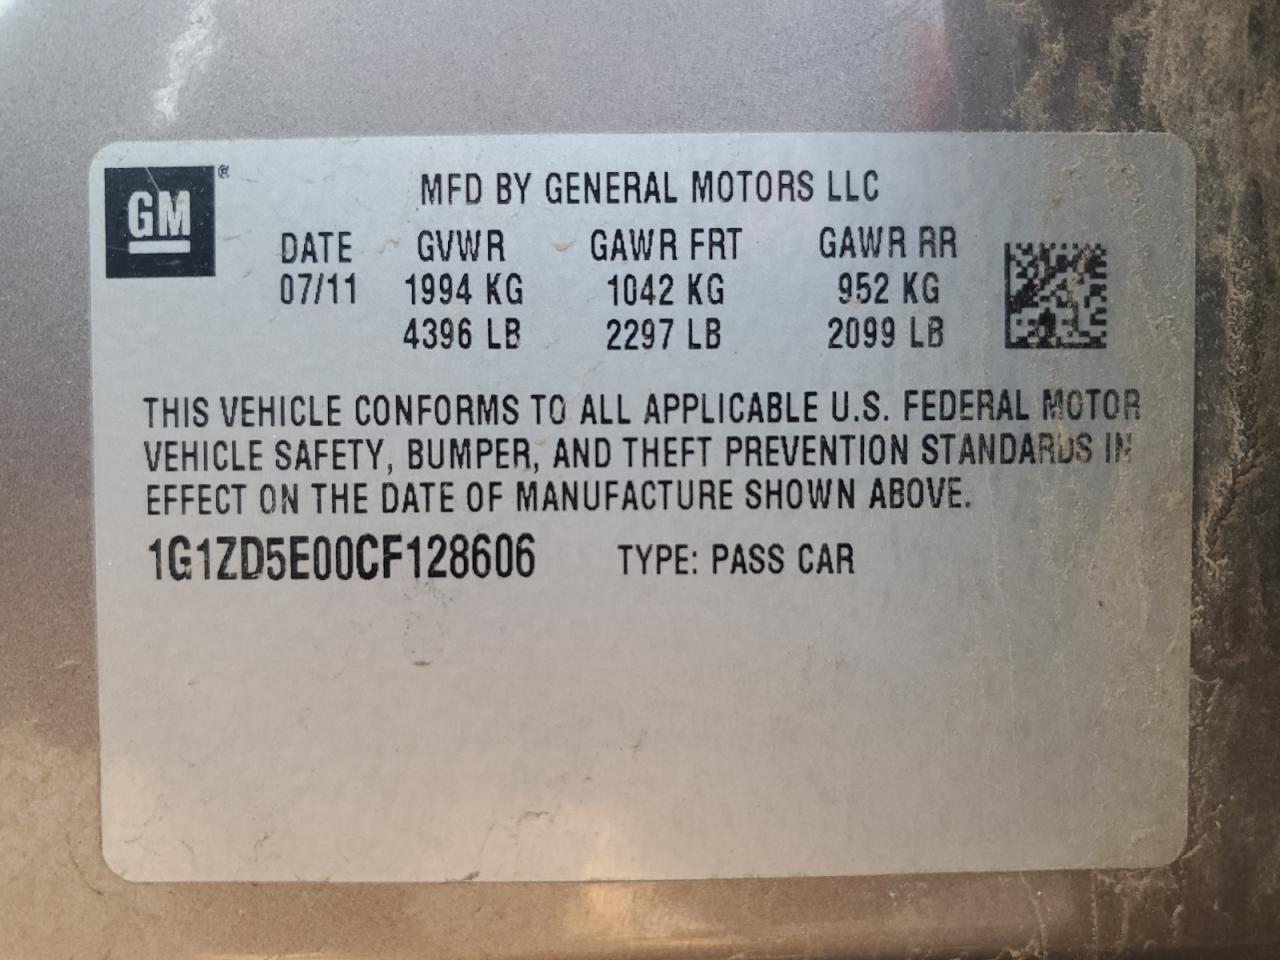 GM®
MFD BY GENERAL MOTORS LLC
DATE GVWR GAWR FRT GAWR RR
07/11 1994 KG 1042 KG 952 KG
4396 LB 2297 LB 2099 LB
THIS VEHICLE CONFORMS TO ALL APPLICABLE U.S. FEDERAL MOTOR
VEHICLE SAFETY, BUMPER, AND THEFT PREVENTION STANDARDS IN
EFFECT ON THE DATE OF MANUFACTURE SHOWN ABOVE.
1G1ZD5E00CF128606 TYPE: PASS CAR